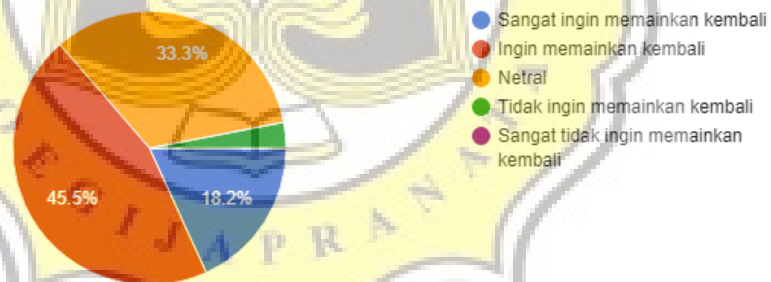 33.3%
45.5%
18.2%
Sangat ingin memainkan kembali
Ingin memainkan kembali
Netral
Tidak ingin memainkan kembali
Sangat tidak ingin memainkan
kembali
E G I J A P R A N A